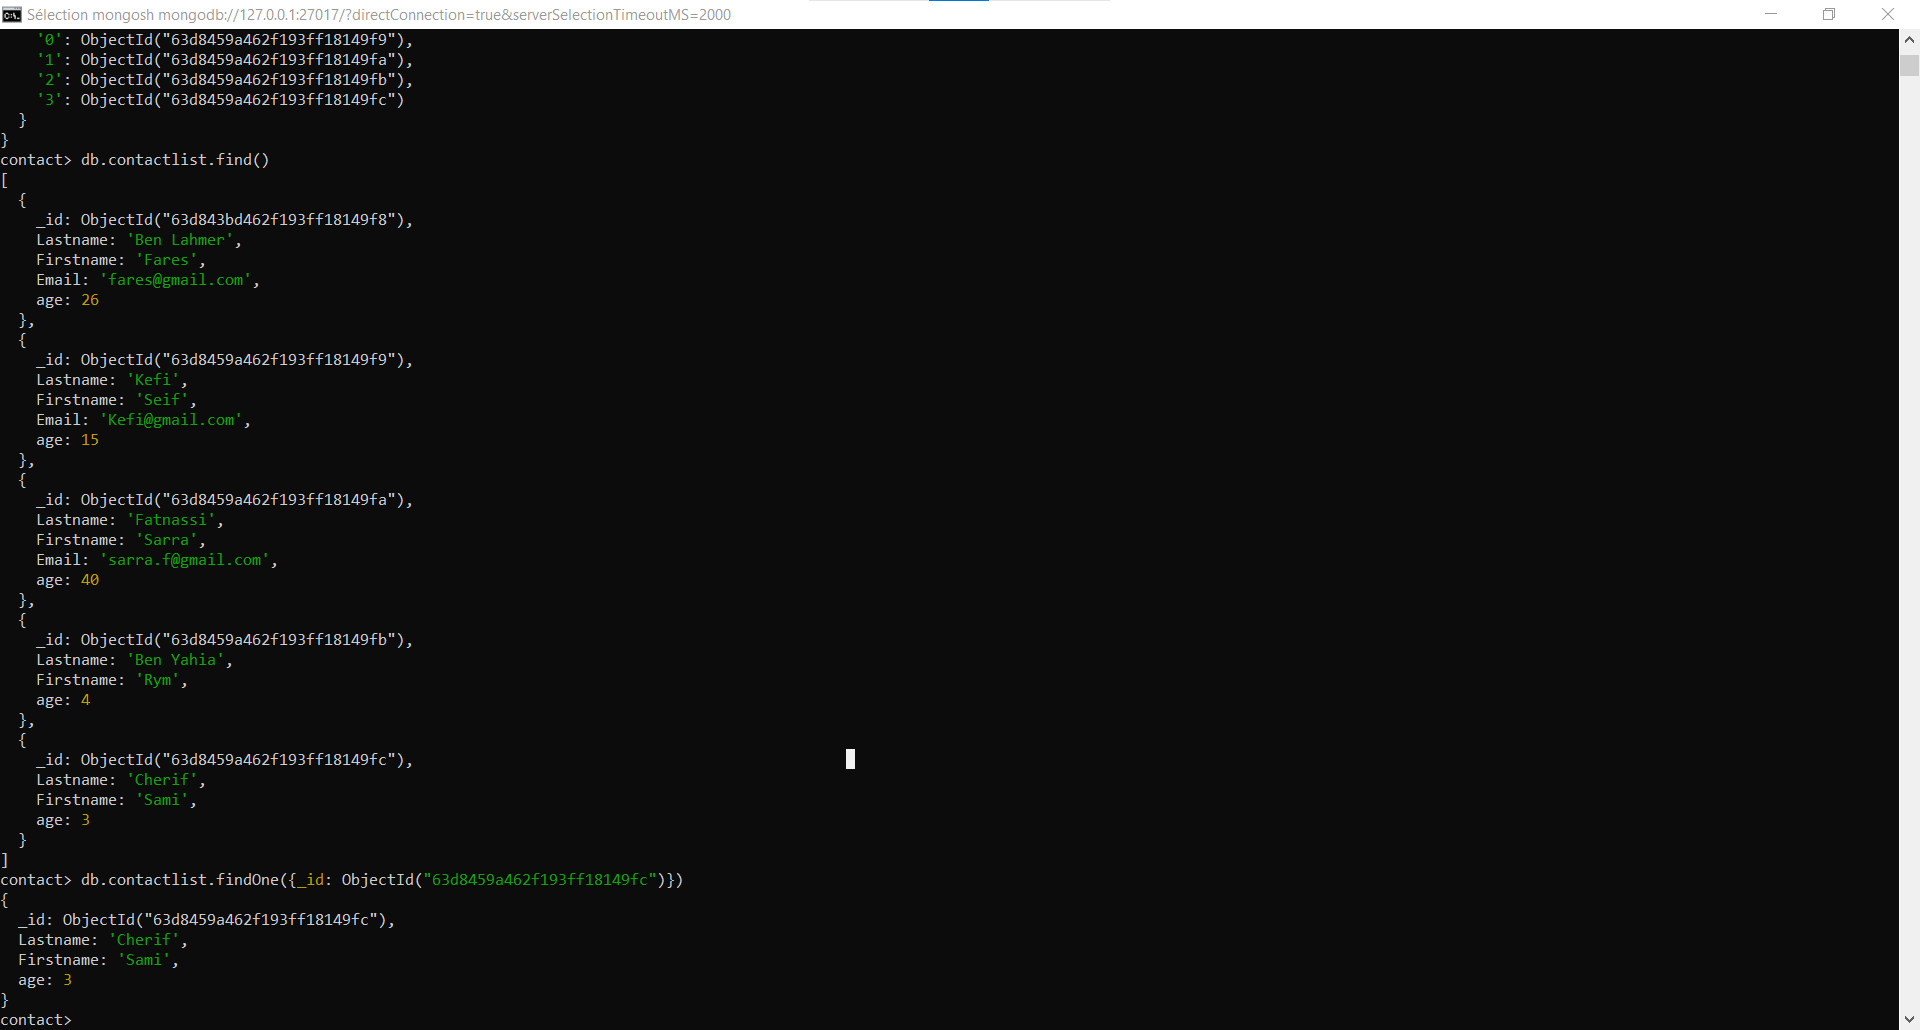 Sélection mongosh mongodb://127.0.0.1:27017/?directConnection=true&serverSelectionTimeoutMS=2000
    '0': ObjectId("63d8459a462f193ff18149f9"),
    '1': ObjectId("63d8459a462f193ff18149fa"),
    '2': ObjectId("63d8459a462f193ff18149fb"),
    '3': ObjectId("63d8459a462f193ff18149fc")
  }
}
contact> db.contactlist.find()
[
  {
    _id: ObjectId("63d843bd462f193ff18149f8"),
    Lastname: 'Ben Lahmer',
    Firstname: 'Fares',
    Email: 'fares@gmail.com',
    age: 26
  },
  {
    _id: ObjectId("63d8459a462f193ff18149f9"),
    Lastname: 'Kefi',
    Firstname: 'Seif',
    Email: 'Kefi@gmail.com',
    age: 15
  },
  {
    _id: ObjectId("63d8459a462f193ff18149fa"),
    Lastname: 'Fatnassi',
    Firstname: 'Sarra',
    Email: 'sarra.f@gmail.com',
    age: 40
  },
  {
    _id: ObjectId("63d8459a462f193ff18149fb"),
    Lastname: 'Ben Yahia',
    Firstname: 'Rym',
    age: 4
  },
  {
    _id: ObjectId("63d8459a462f193ff18149fc"),
    Lastname: 'Cherif',
    Firstname: 'Sami',
    age: 3
  }
]
contact> db.contactlist.findOne({_id: ObjectId("63d8459a462f193ff18149fc")})
{
  _id: ObjectId("63d8459a462f193ff18149fc"),
  Lastname: 'Cherif',
  Firstname: 'Sami',
  age: 3
}
contact>